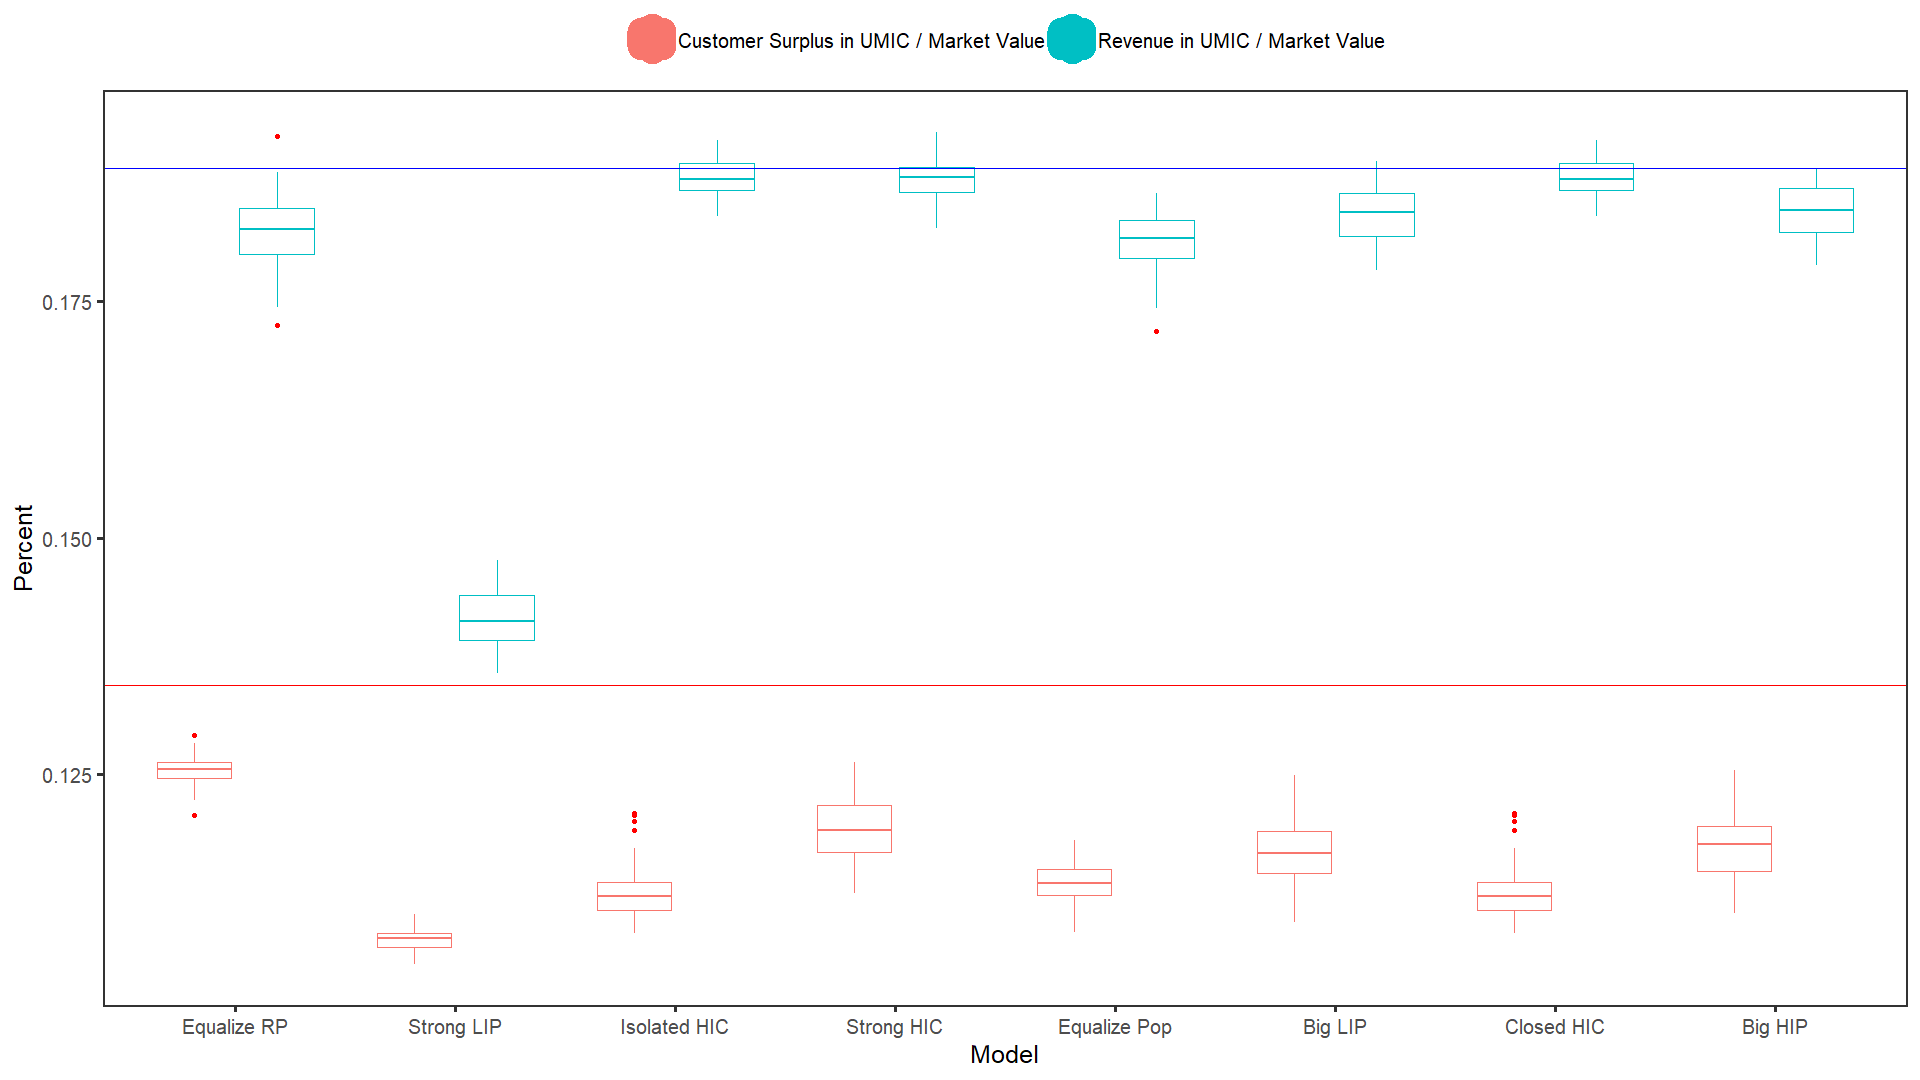 Customer Surplus in UMIC / Market Value Revenue in UMIC / Market Value
Percent
0.175
0.150
0.125
Equalize RP Strong LIP Isolated HIC Strong HIC Equalize Pop Big LIP Closed HIC Big HIP
Model